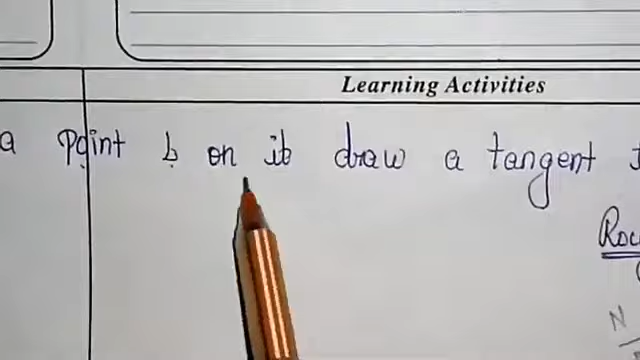 Learning Activities
a point b on it draw a tangent